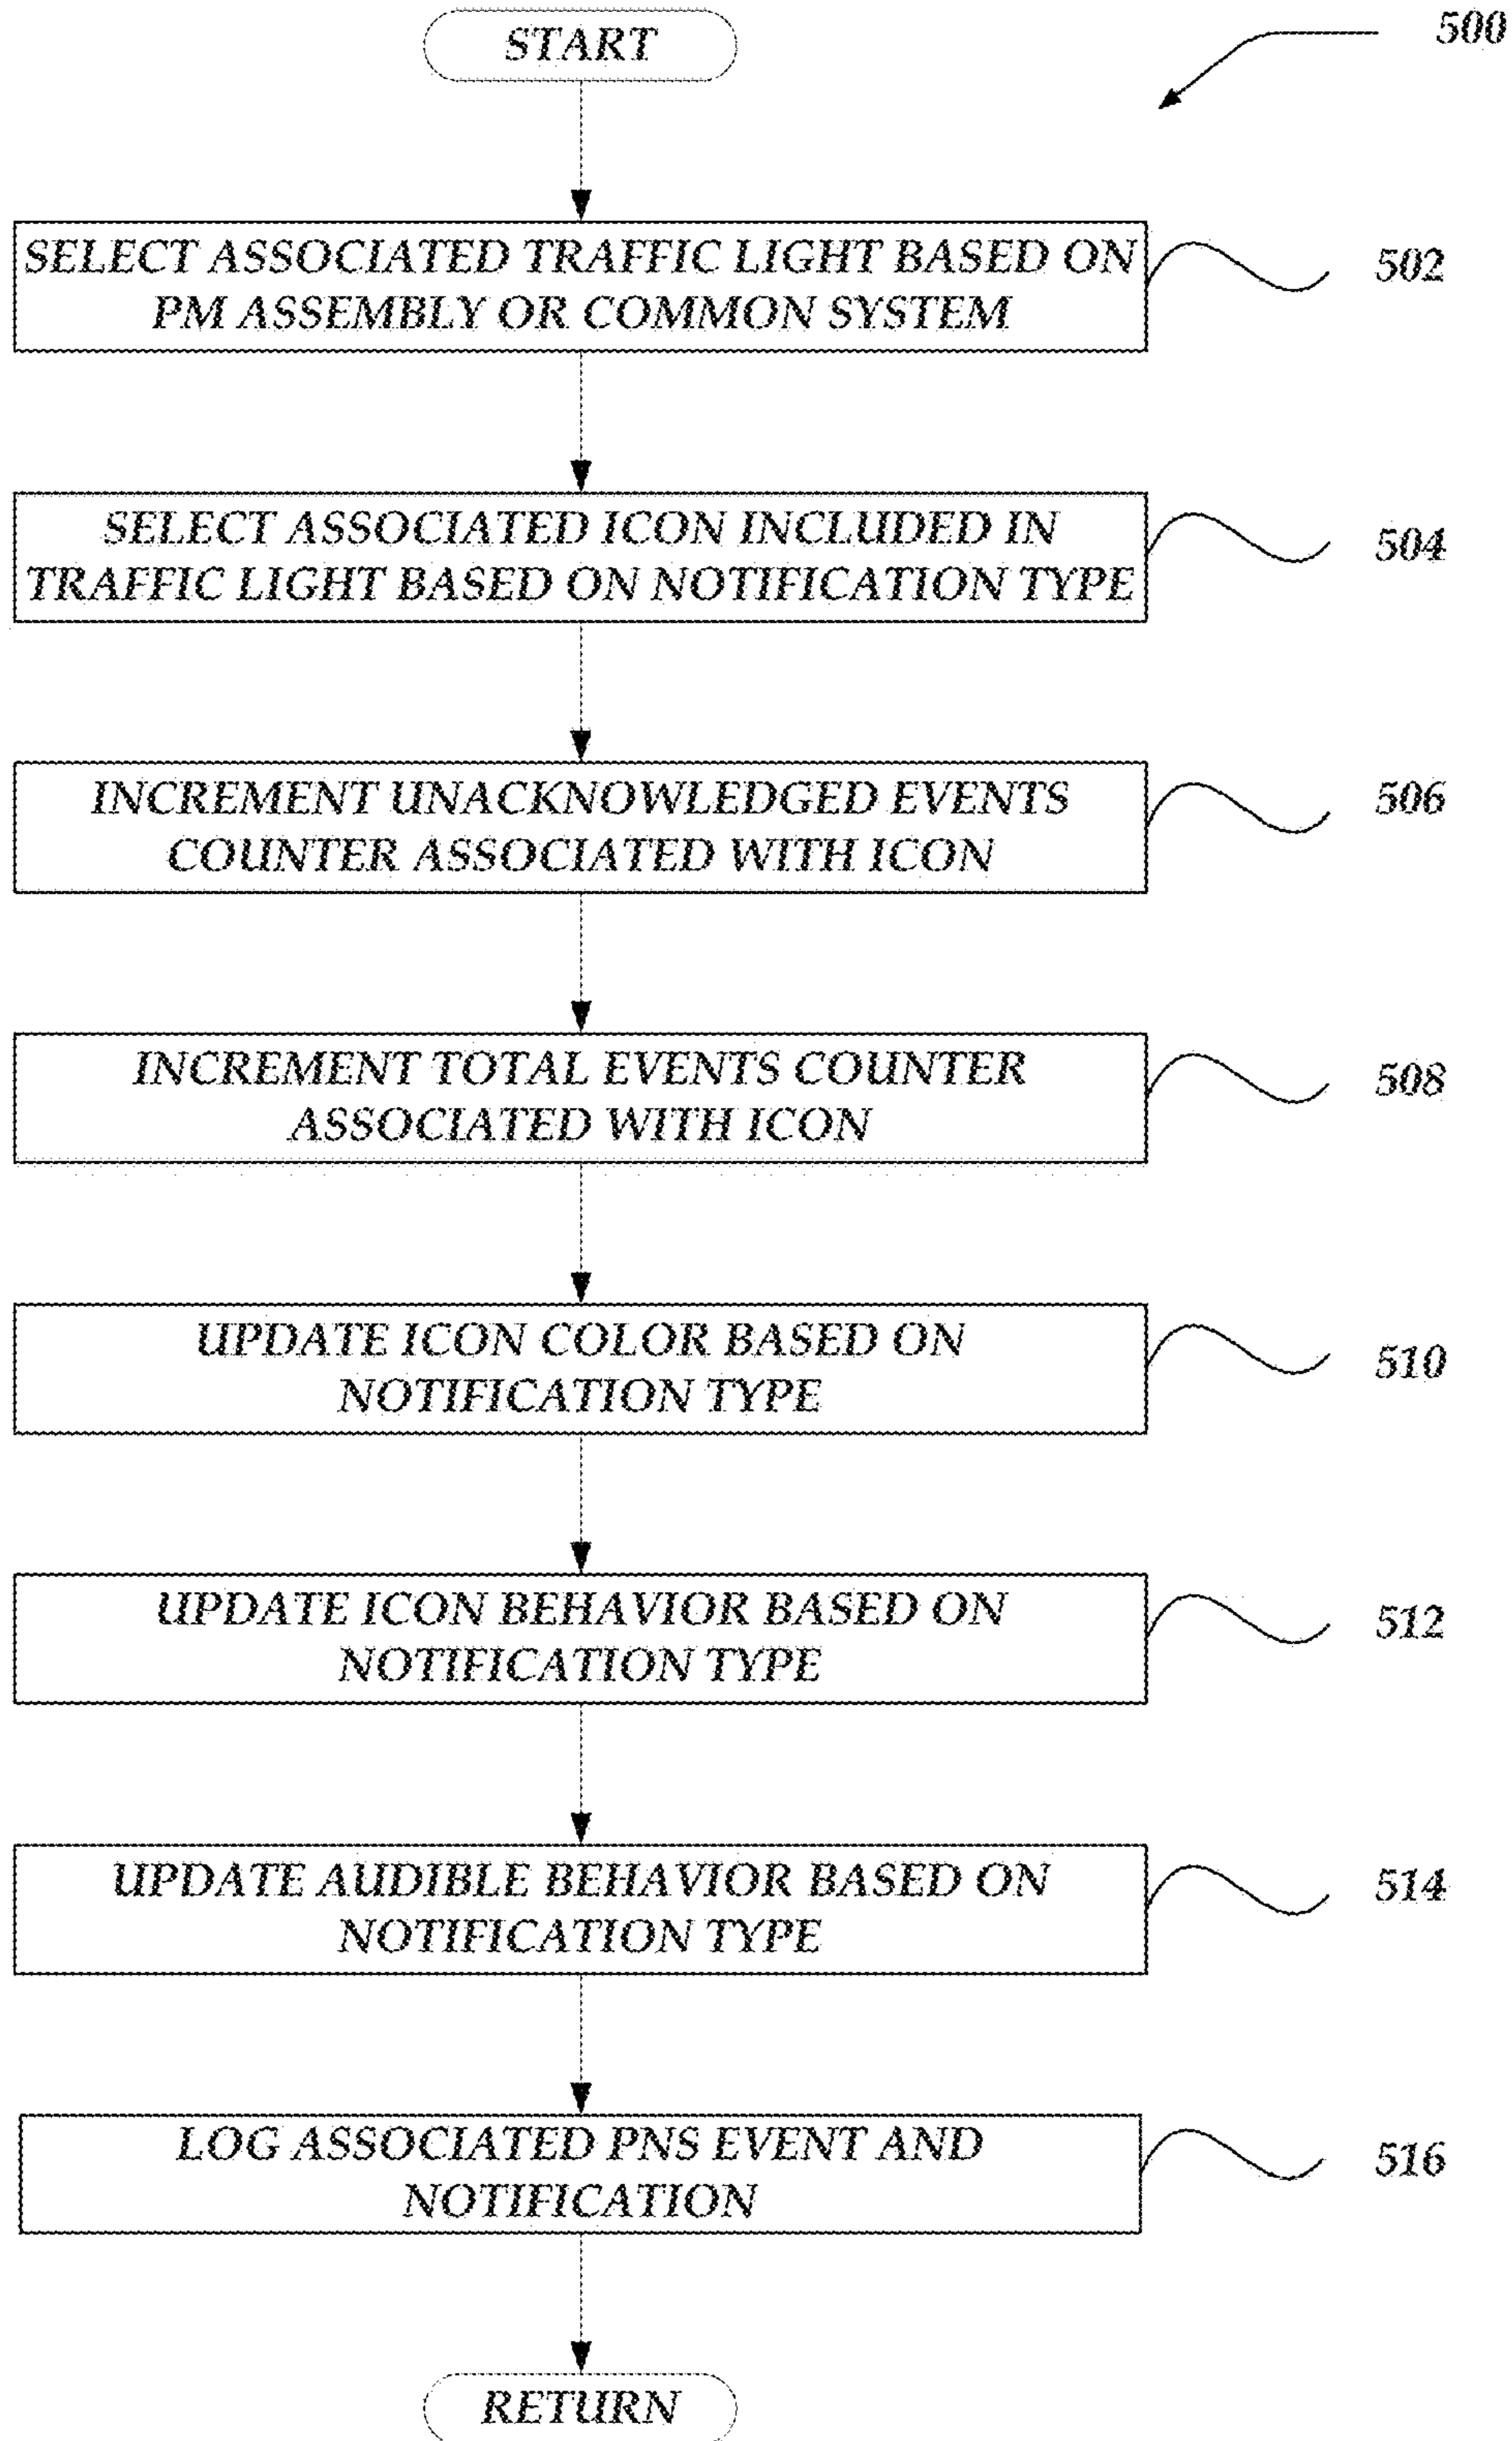 START
500
SELECT ASSOCIATED TRAFFIC LIGHT BASED ON
PM ASSEMBLY OR COMMON SYSTEM
502
SELECT ASSOCIATED ICON INCLUDED IN
TRAFFIC LIGHT BASED ON NOTIFICATION TYPE
504
INCREMENT UNACKNOWLEDGED EVENTS
COUNTER ASSOCIATED WITH ICON
506
INCREMENT TOTAL EVENTS COUNTER
ASSOCIATED WITH ICON
508
UPDATE ICON COLOR BASED ON
NOTIFICATION TYPE
510
UPDATE ICON BEHAVIOR BASED ON
NOTIFICATION TYPE
512
UPDATE AUDIBLE BEHAVIOR BASED ON
NOTIFICATION TYPE
514
LOG ASSOCIATED PNS EVENT AND
NOTIFICATION
516
RETURN